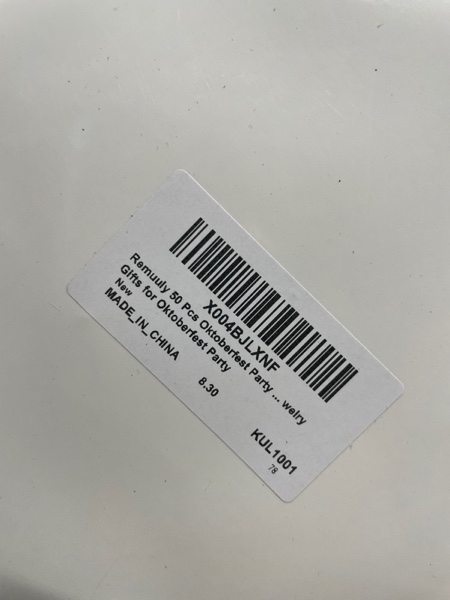 X004BJLXNF
Remuuly 50 Pcs Oktoberfest Party ... welry
Gifts for Oktoberfest Party
New
MADE_IN_CHINA
8.30
KUL1001
78